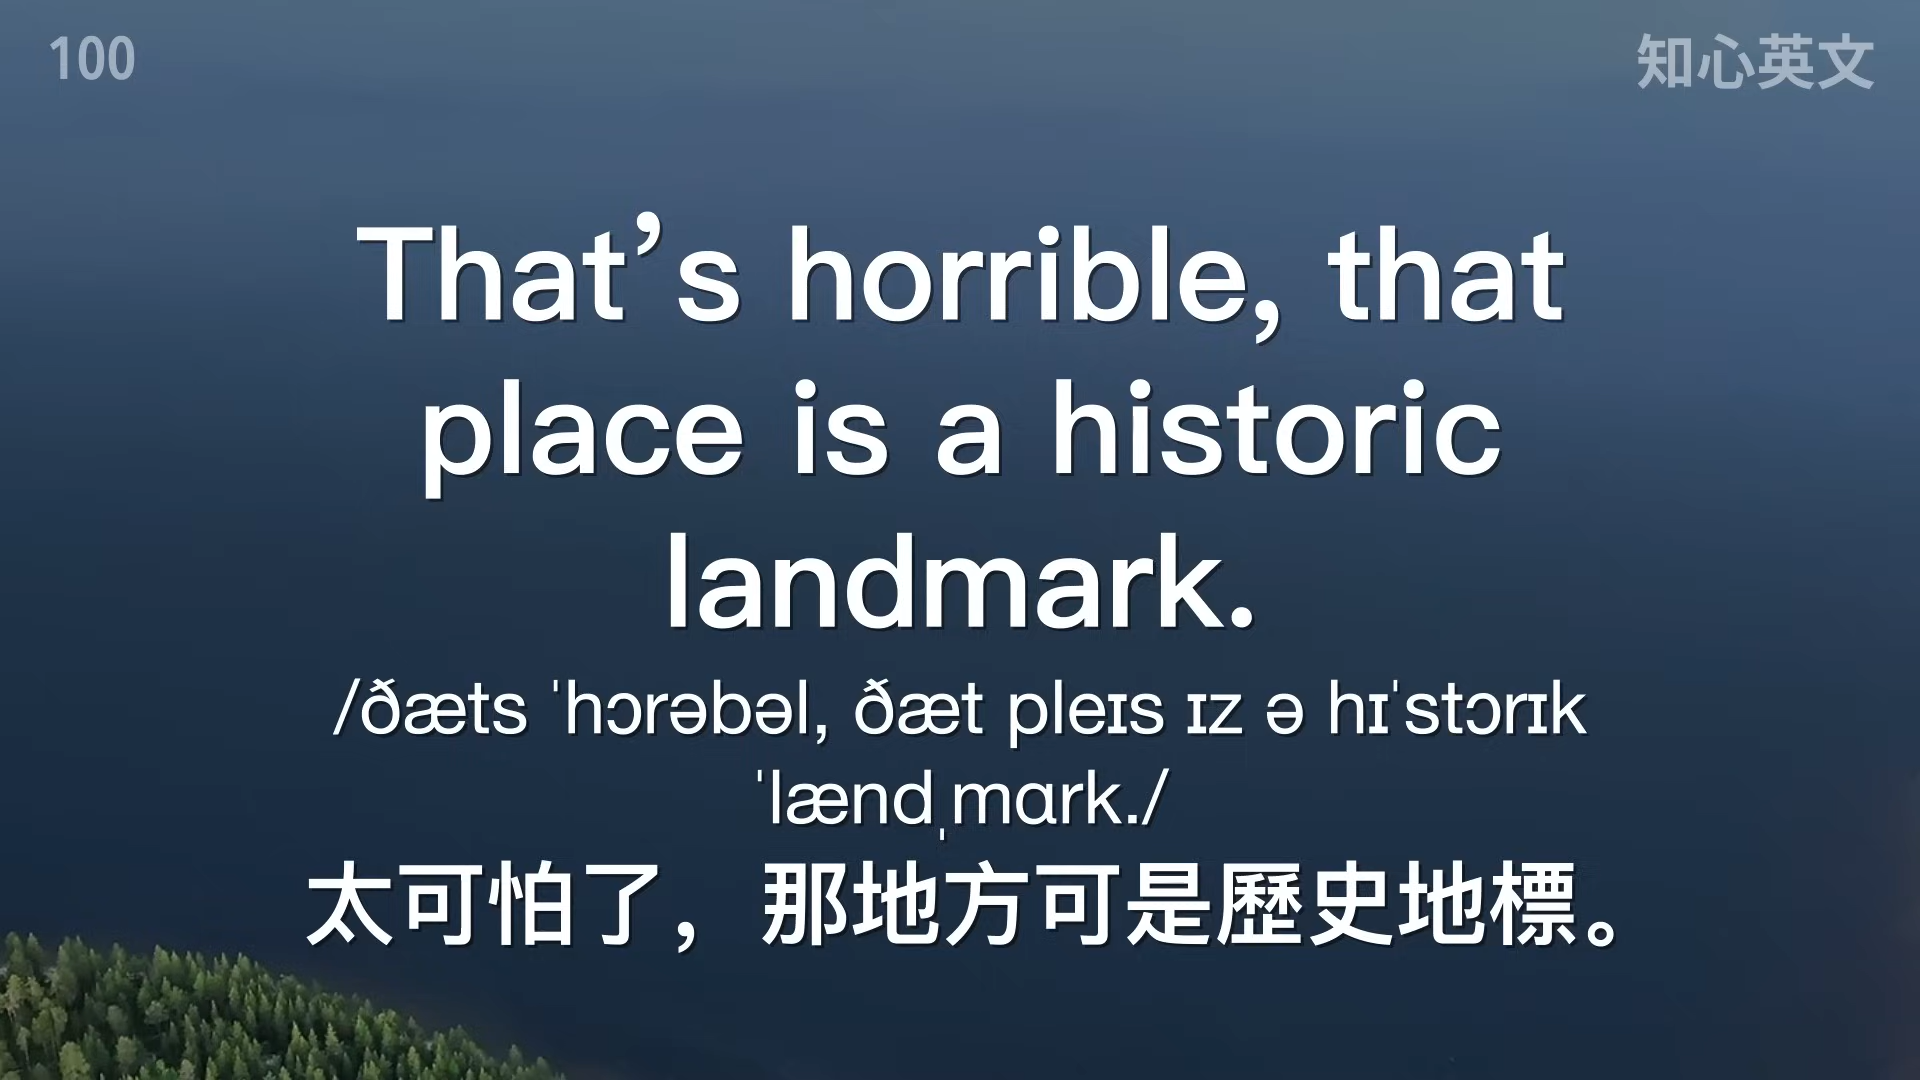 100
知心英文
That’s horrible, that
place is a historic
landmark.
/ðæts ˈhɔrəbəl, ðæt pleɪs ɪz ə hɪˈstɔrɪk
ˈlændˌmɑrk./
太可怕了，那地方可是歷史地標。